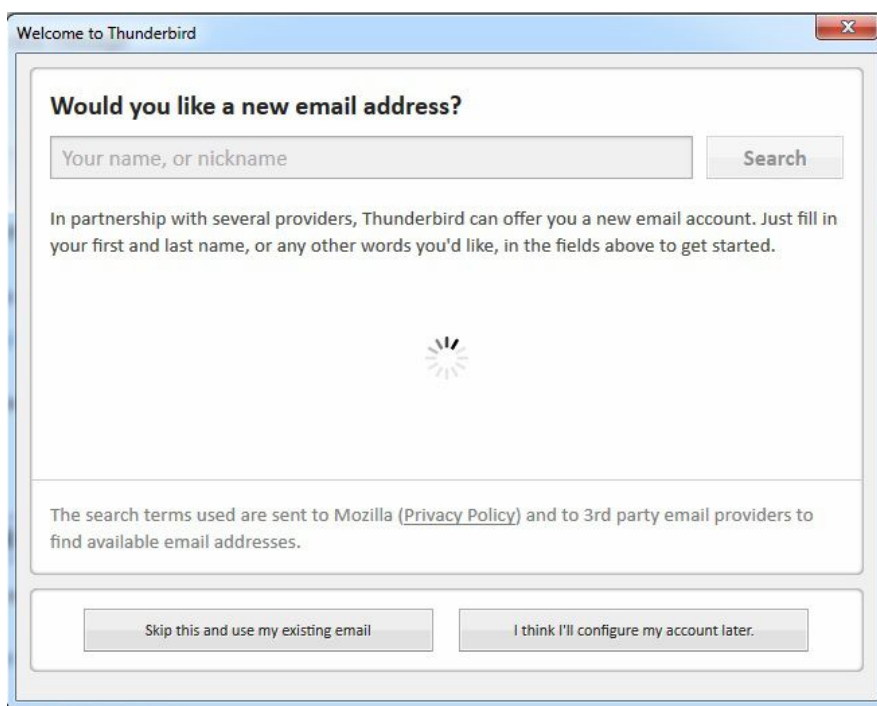 Welcome to Thunderbird
Would you like a new email address?
Your name, or nickname
Search
In partnership with several providers, Thunderbird can offer you a new email account. Just fill in
your first and last name, or any other words you'd like, in the fields above to get started.
The search terms used are sent to Mozilla (Privacy Policy) and to 3rd party email providers to
find available email addresses.
Skip this and use my existing email
I think I'll configure my account later.